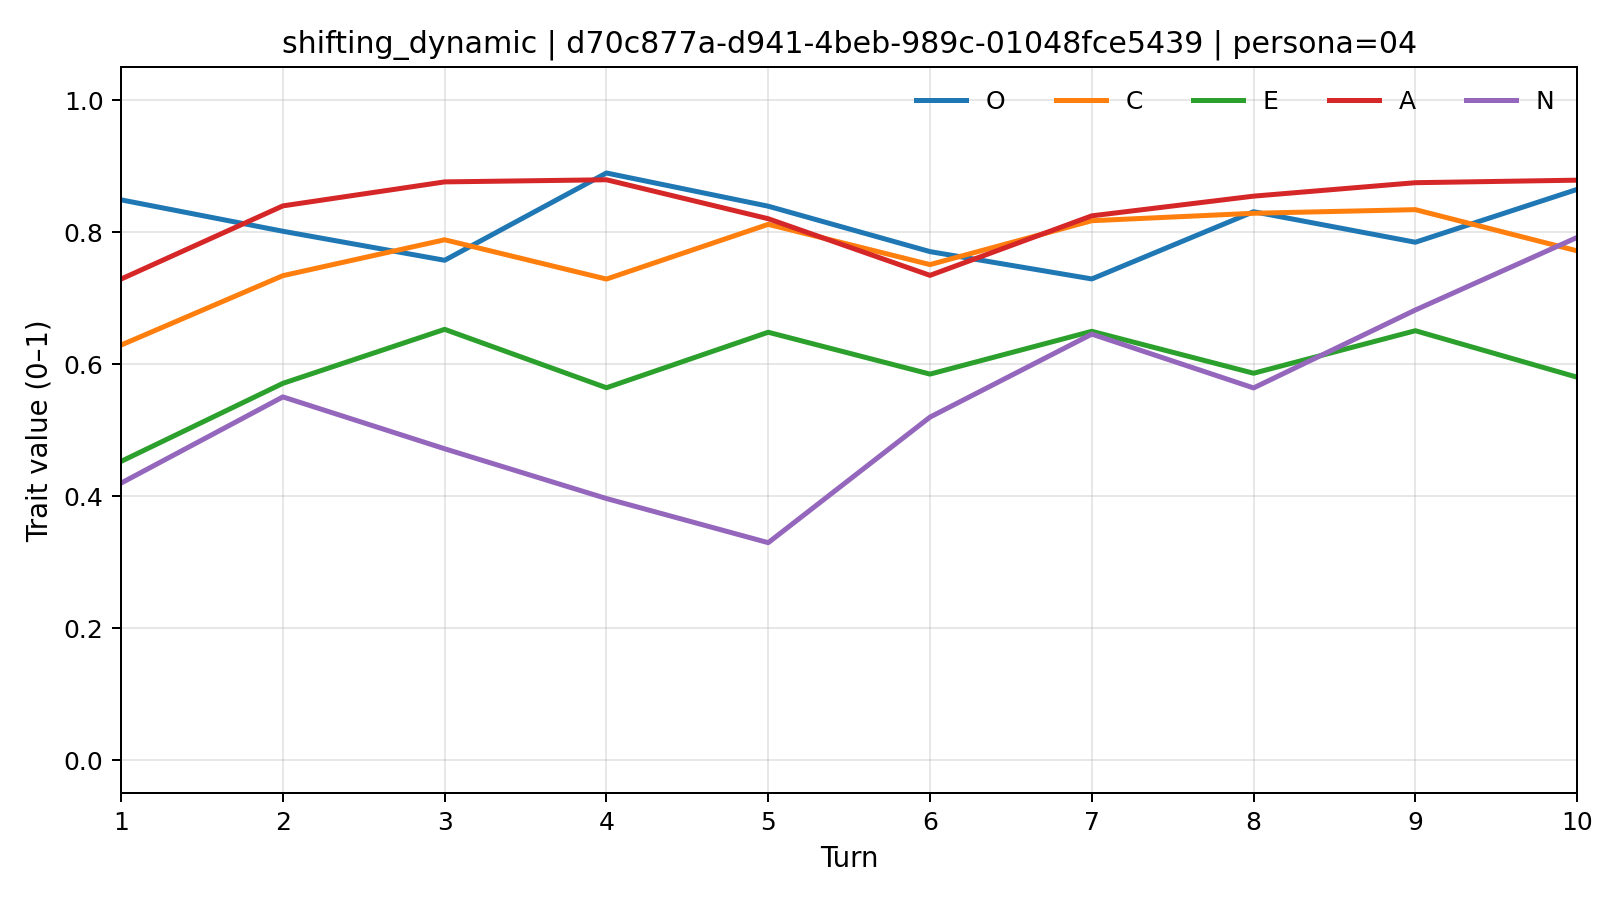 shifting_dynamic | d70c877a-d941-4beb-989c-01048fce5439 | persona=04
O C E A N
Trait value (0–1)
1.0
0.8
0.6
0.4
0.2
0.0
1 2 3 4 5 6 7 8 9 10
Turn